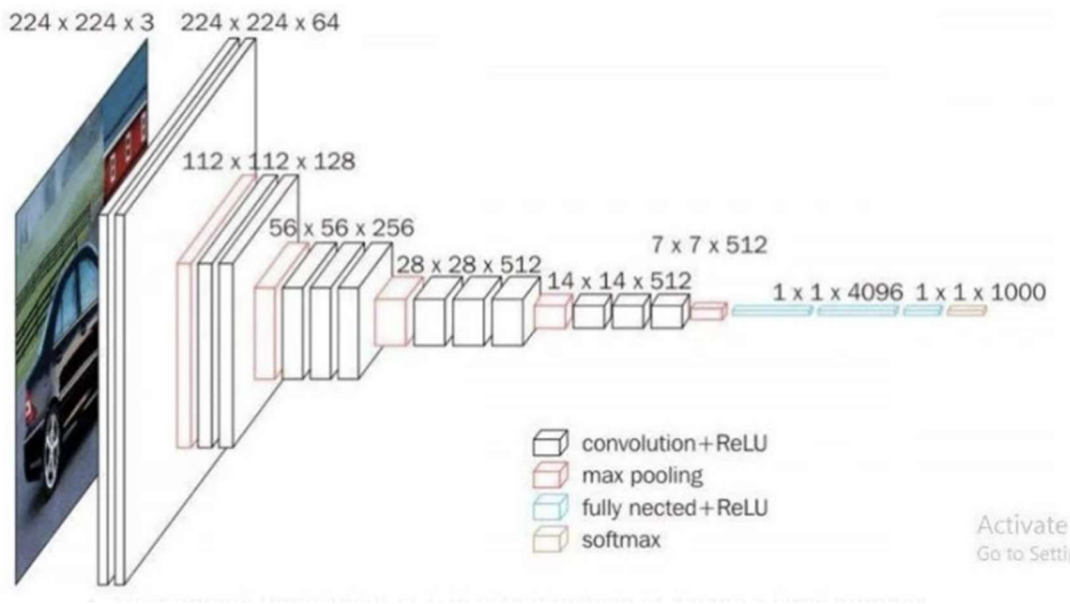 224 x 224 x 3
224 x 224 x 64
112 x 112 x 128
56 x 56 x 256
28 x 28 x 512
14 x 14 x 512
7 x 7 x 512
1 x 1 x 4096
1 x 1 x 1000
convolution+ReLU
max pooling
fully nected+ReLU
softmax
Activate
Go to Setti